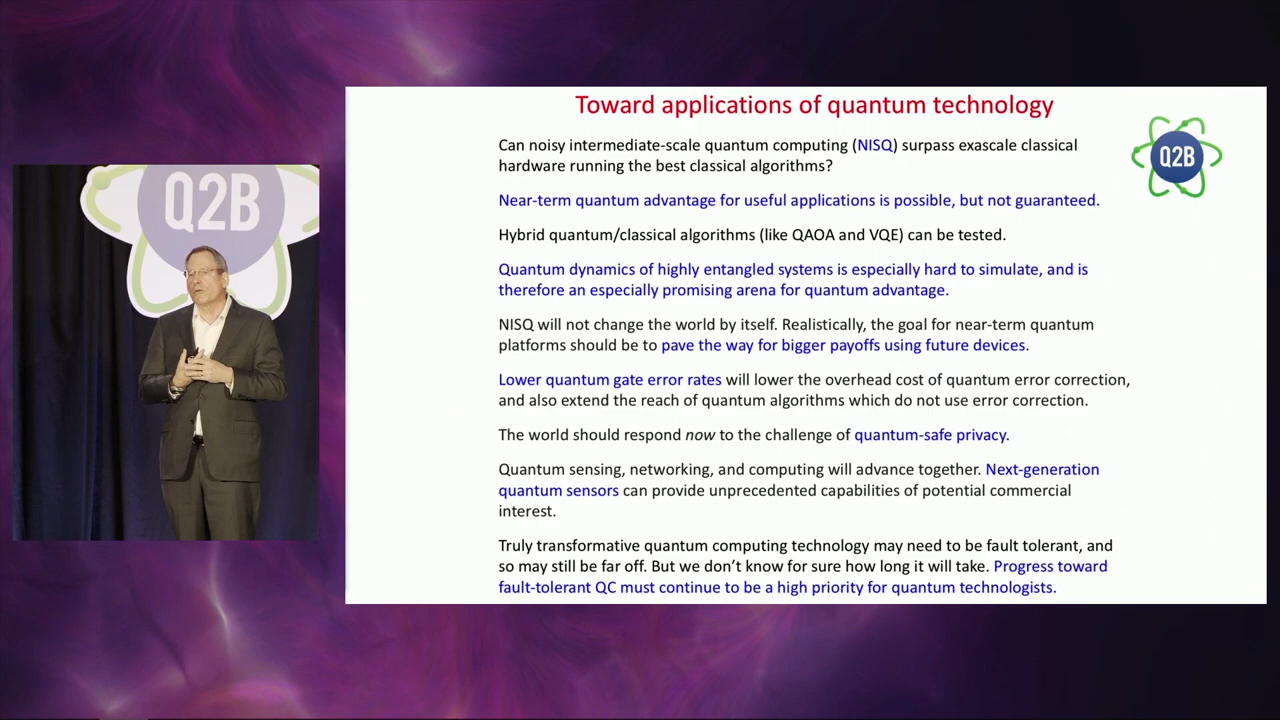 Q2B
Toward applications of quantum technology
Q2B
Can noisy intermediate-scale quantum computing (NISQ) surpass exascale classical
hardware running the best classical algorithms?
Near-term quantum advantage for useful applications is possible, but not guaranteed.
Hybrid quantum/classical algorithms (like QAOA and VQE) can be tested.
Quantum dynamics of highly entangled systems is especially hard to simulate, and is
therefore an especially promising arena for quantum advantage.
NISQ will not change the world by itself. Realistically, the goal for near-term quantum
platforms should be to pave the way for bigger payoffs using future devices.
Lower quantum gate error rates will lower the overhead cost of quantum error correction,
and also extend the reach of quantum algorithms which do not use error correction.
The world should respond now to the challenge of quantum-safe privacy.
Quantum sensing, networking, and computing will advance together. Next-generation
quantum sensors can provide unprecedented capabilities of potential commercial
interest.
Truly transformative quantum computing technology may need to be fault tolerant, and
so may still be far off. But we don’t know for sure how long it will take. Progress toward
fault-tolerant QC must continue to be a high priority for quantum technologists.